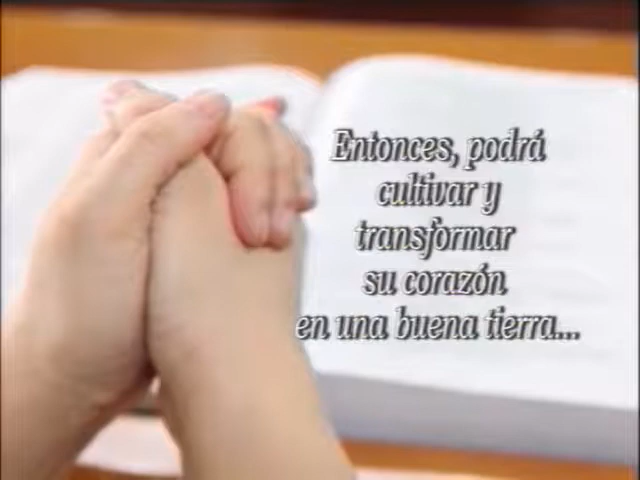 Entonces, podrá
cultivar y
transformar
su corazón
en una buena tierra...